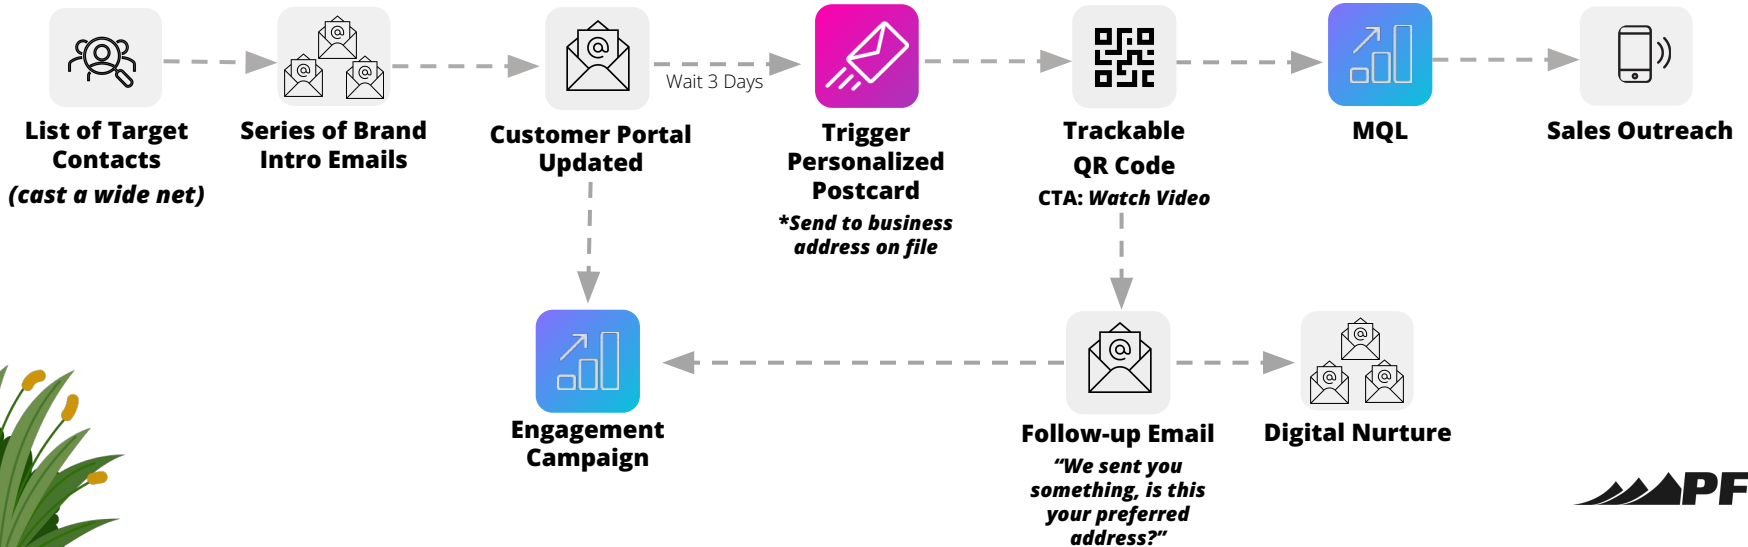 List of Target
Contacts
(cast a wide net)
Series of Brand
Intro Emails
Customer Portal
Updated
Wait 3 Days
Trigger
Personalized
Postcard
*Send to business
address on file
Trackable
QR Code
CTA: Watch Video
MQL
Sales Outreach
Engagement
Campaign
Follow-up Email
“We sent you
something, is this
your preferred
address?”
Digital Nurture
PF